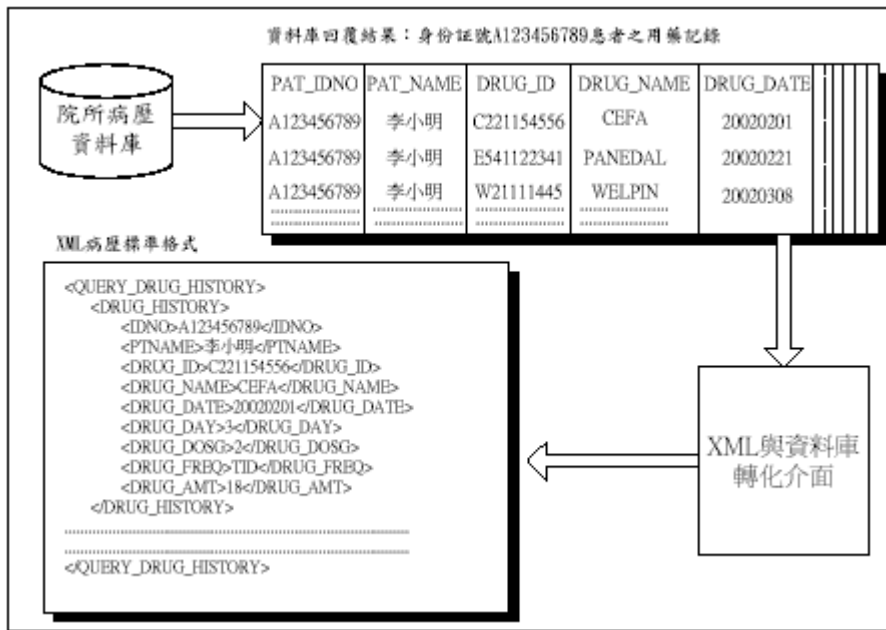 資料庫回覆結果：身份証號A123456789患者之用藥記錄
院所病歷
資料庫
PAT_IDNO PAT_NAME DRUG_ID DRUG_NAME DRUG_DATE
A123456789 李小明 C221154556 CEFA 20020201
A123456789 李小明 E541122341 PANEDAL 20020221
A123456789 李小明 W21111445 WELPIN 20020308
XML病歷標準格式
<QUERY_DRUG_HISTORY>
<DRUG_HISTORY>
<IDNO>A123456789</IDNO>
<PTNAME>李小明</PTNAME>
<DRUG_ID>C221154556</DRUG_ID>
<DRUG_NAME>CEFA</DRUG_NAME>
<DRUG_DATE>20020201</DRUG_DATE>
<DRUG_DAY>3</DRUG_DAY>
<DRUG_DOSG>2</DRUG_DOSG>
<DRUG_FREQ>TID</DRUG_FREQ>
<DRUG_AMT>18</DRUG_AMT>
</DRUG_HISTORY>
</QUERY_DRUG_HISTORY>
XML與資料庫
轉化介面